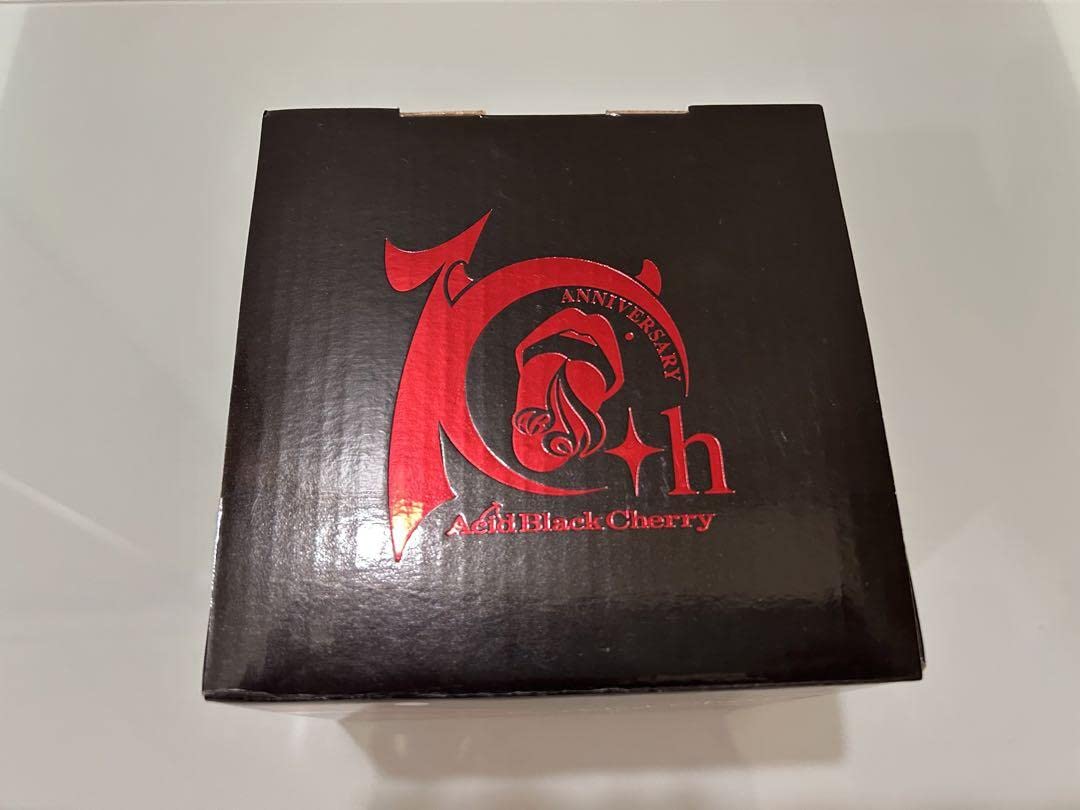 10th
ANNIVERSARY
Acid Black Cherry